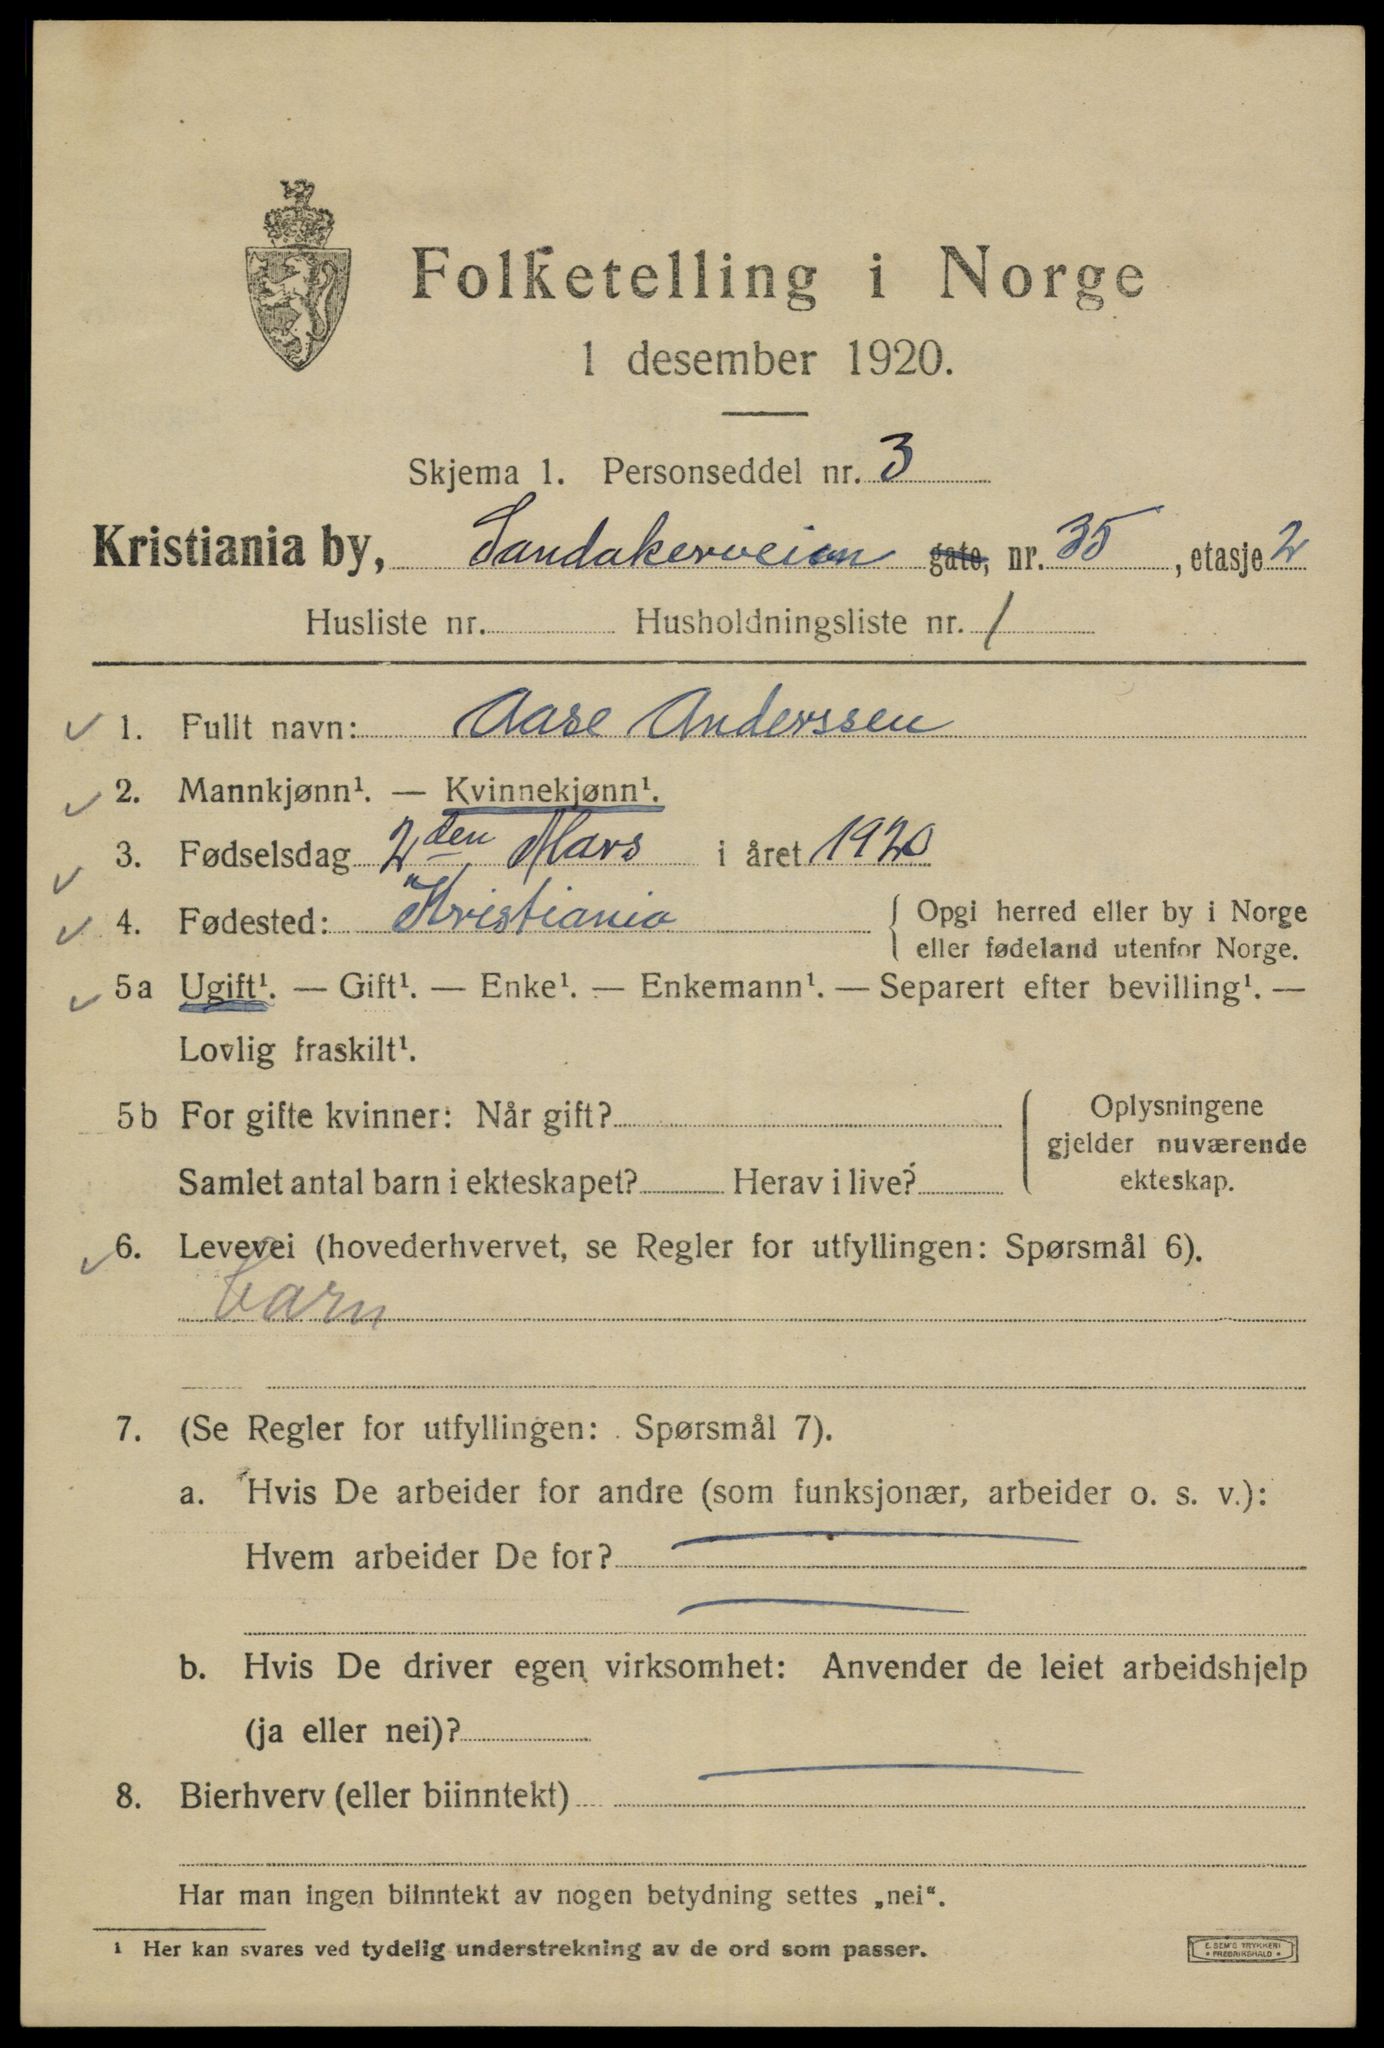 Folketelling i Norge
1 desember 1920.
Skjema 1. Personseddel nr. 3
Kristiania by, Sandakerveien gate, nr. 35, etasje 2
Husliste nr. Husholdningsliste nr. 1
1. Fullt navn: Aase Anderssen
2. Mannkjønn¹. — Kvinnekjønn¹.
3. Fødselsdag 2den Mars i året 1920
4. Fødested: Kristiania { Opgi herred eller by i Norge
eller fødeland utenfor Norge.
5a Ugift¹. — Gift¹. — Enke¹. — Enkemann¹. — Separert efter bevilling¹. —
Lovlig fraskilt¹.
5b For gifte kvinner: Når gift? { Oplysningene
gjelder nuværende
Samlet antal barn i ekteskapet? Herav i live? ekteskap.
6. Levevei (hovederhvervet, se Regler for utfyllingen: Spørsmål 6).
barn
7. (Se Regler for utfyllingen: Spørsmål 7).
a. Hvis De arbeider for andre (som funksjonær, arbeider o. s. v.):
Hvem arbeider De for?
b. Hvis De driver egen virksomhet: Anvender de leiet arbeidshjelp
(ja eller nei)?
8. Bierhverv (eller biinntekt)
Har man ingen biinntekt av nogen betydning settes „nei“.
¹ Her kan svares ved tydelig understrekning av de ord som passer.
E. SEM'S TRYKKERI
• FREDRIKSHALD •